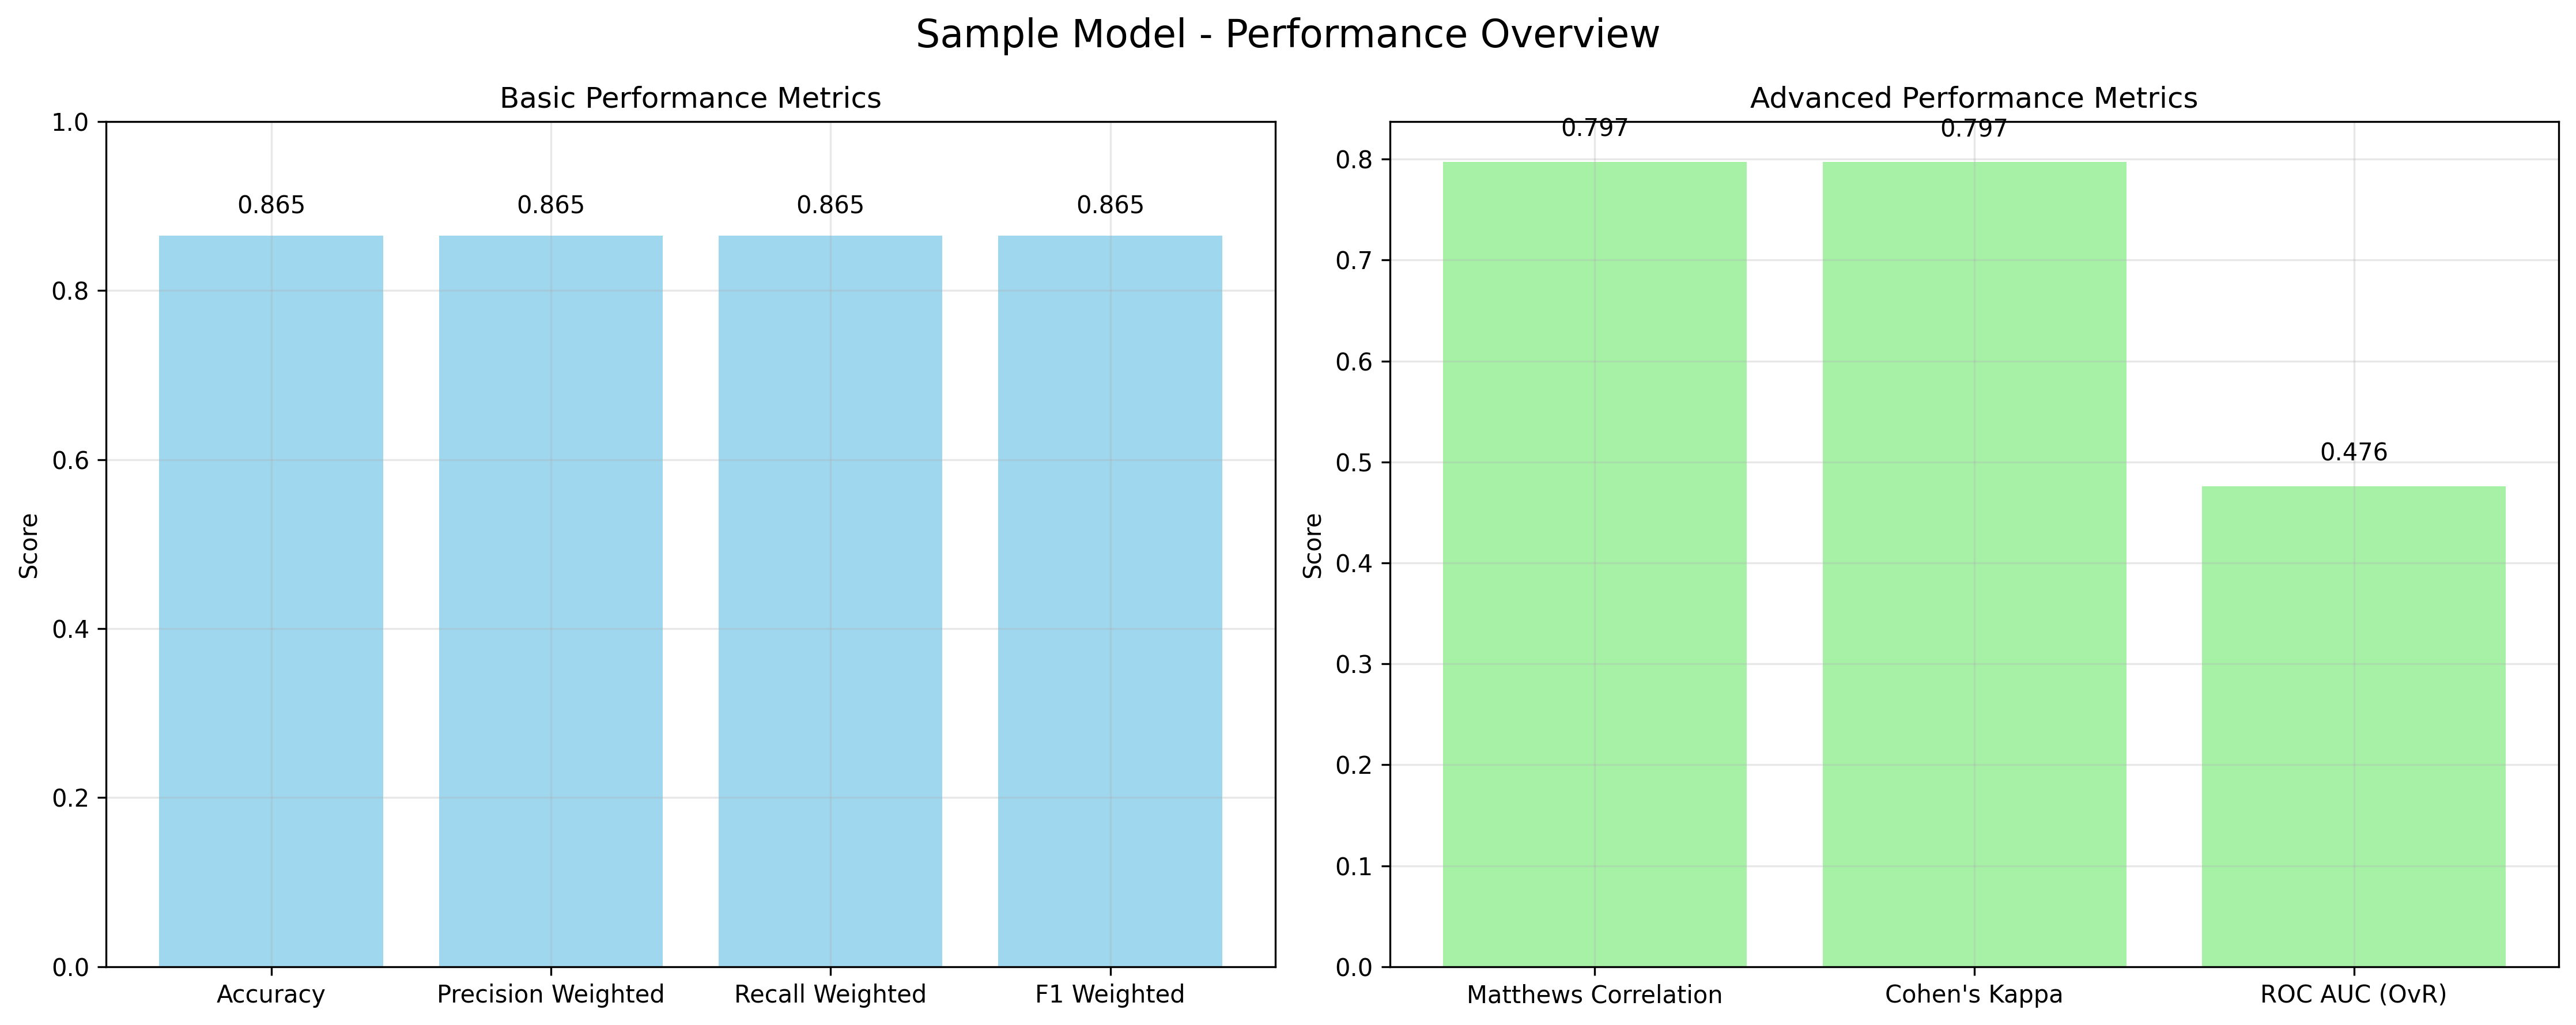 Sample Model - Performance Overview
Basic Performance Metrics
1.0
0.8
0.6
0.4
0.2
0.0
Score
0.865
0.865
0.865
0.865
Accuracy
Precision Weighted
Recall Weighted
F1 Weighted
Advanced Performance Metrics
0.8
0.7
0.6
0.5
0.4
0.3
0.2
0.1
0.0
Score
0.797
0.797
0.476
Matthews Correlation
Cohen's Kappa
ROC AUC (OvR)